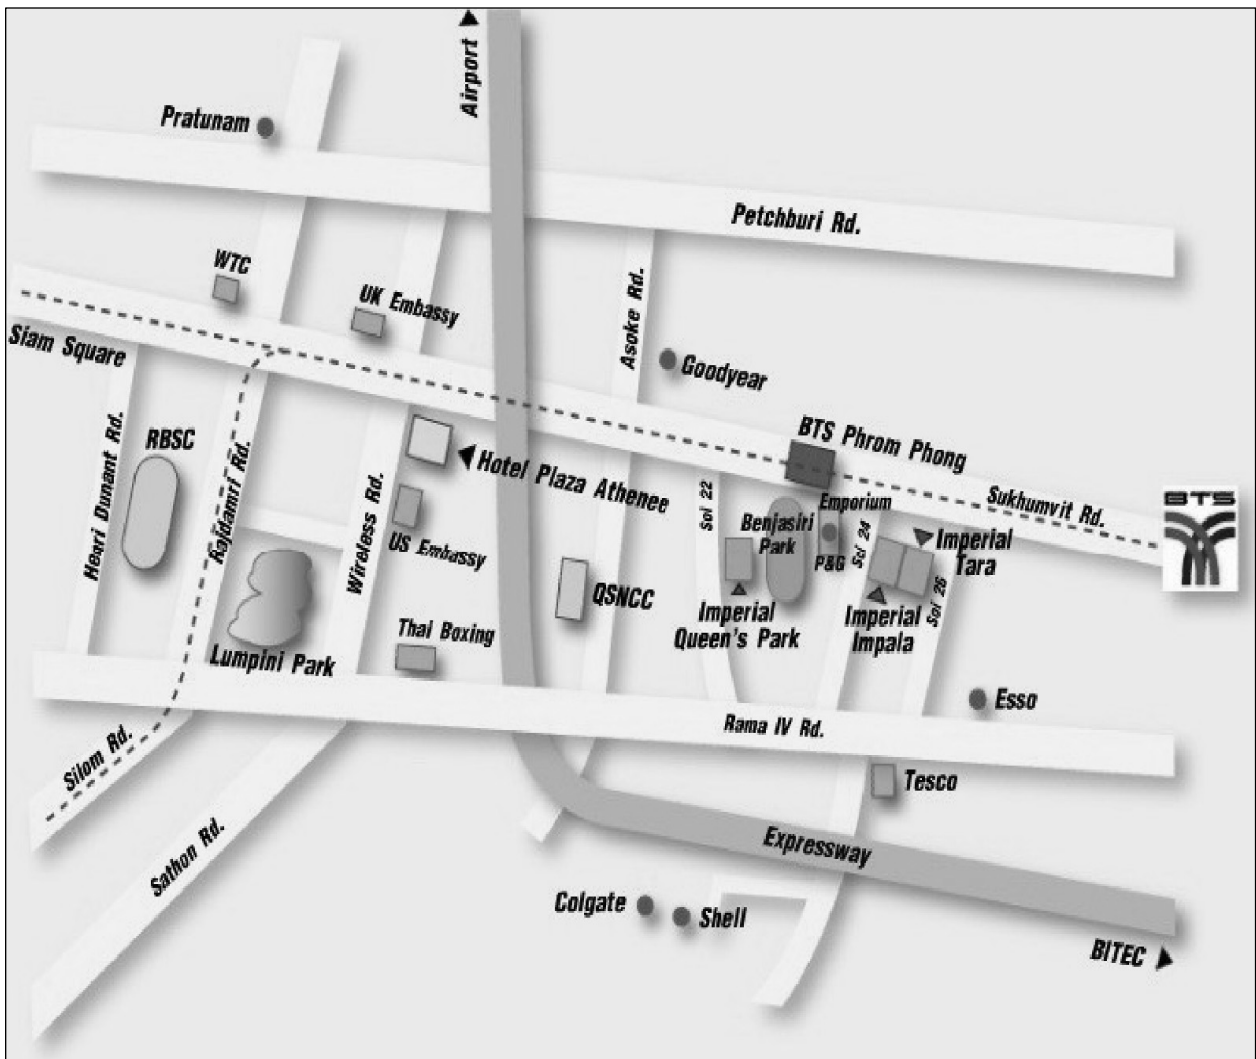 Airport
Pratunam
Petchburi Rd.
WTC
UK Embassy
Asoke Rd.
Siam Square
Goodyear
BTS Phrom Phong
Henri Dunant Rd.
RBSC
Rajdamri Rd.
Wireless Rd.
Hotel Plaza Athenee
Soi 22
Emporium
Sukhumvit Rd.
BTS
Benjasiri
Park
P&G
Soi 24
Imperial
Tara
US Embassy
QSNCC
Imperial
Queen's Park
Imperial
Impala
Soi 26
Thai Boxing
Lumpini Park
Esso
Rama IV Rd.
Silom Rd.
Tesco
Sathon Rd.
Expressway
Colgate
Shell
BITEC